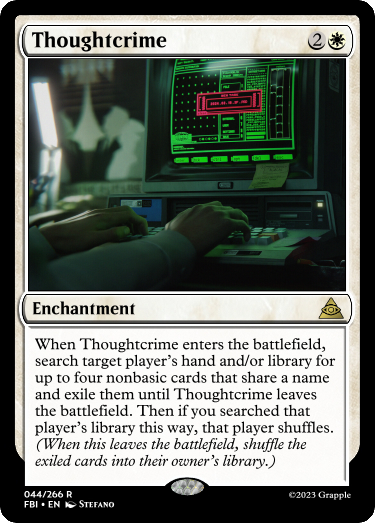 Thoughtcrime 2
Enchantment
When Thoughtcrime enters the battlefield,
search target player's hand and/or library for
up to four nonbasic cards that share a name
and exile them until Thoughtcrime leaves
the battlefield. Then if you searched that
player's library this way, that player shuffles.
(When this leaves the battlefield, shuffle the
exiled cards into their owner's library.)
044/266 R
FBI • EN Stefano
©2023 Grapple